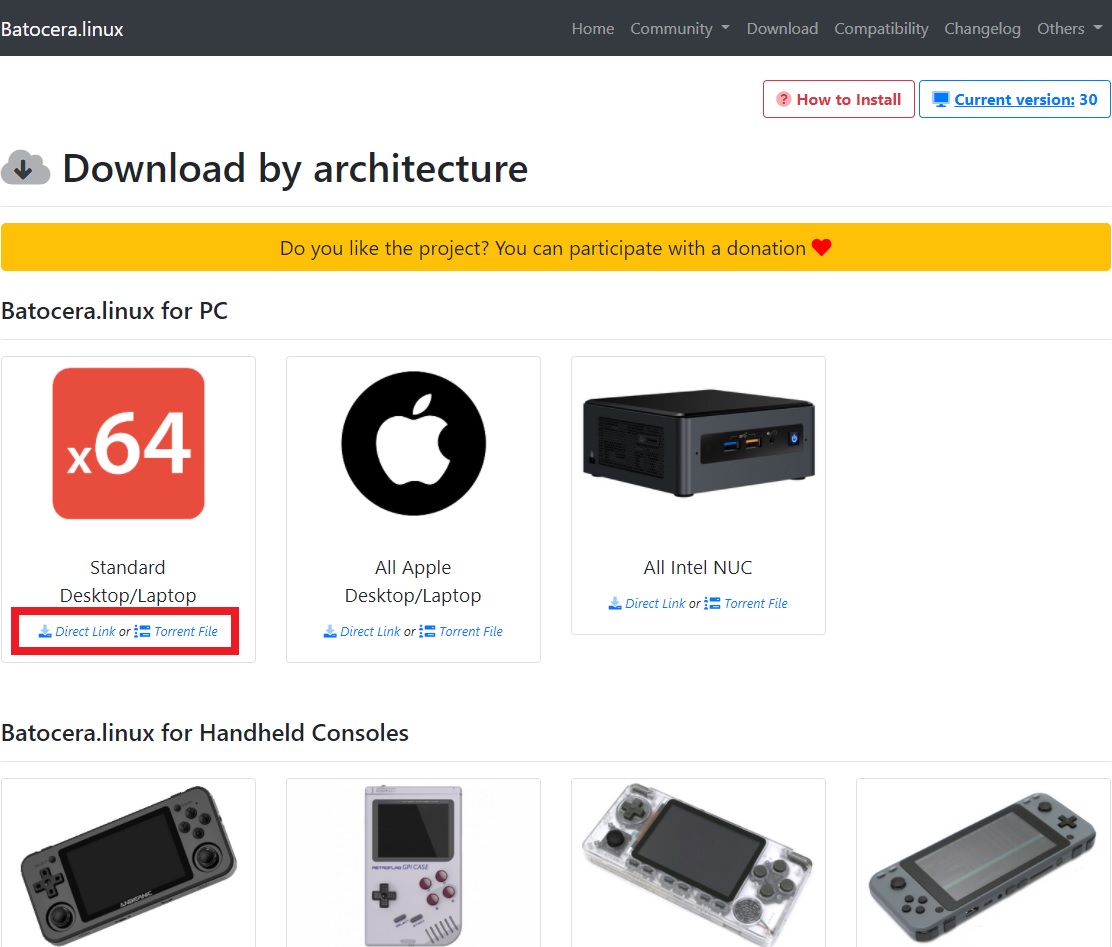 Batocera.linux
Home Community Download Compatibility Changelog Others
? How to Install
Current version: 30
Download by architecture
Do you like the project? You can participate with a donation
Batocera.linux for PC
x64
Standard
Desktop/Laptop
Direct Link or Torrent File
All Apple
Desktop/Laptop
Direct Link or Torrent File
All Intel NUC
Direct Link or Torrent File
Batocera.linux for Handheld Consoles
ANBERNIC
RETROFLAG GPi CASE